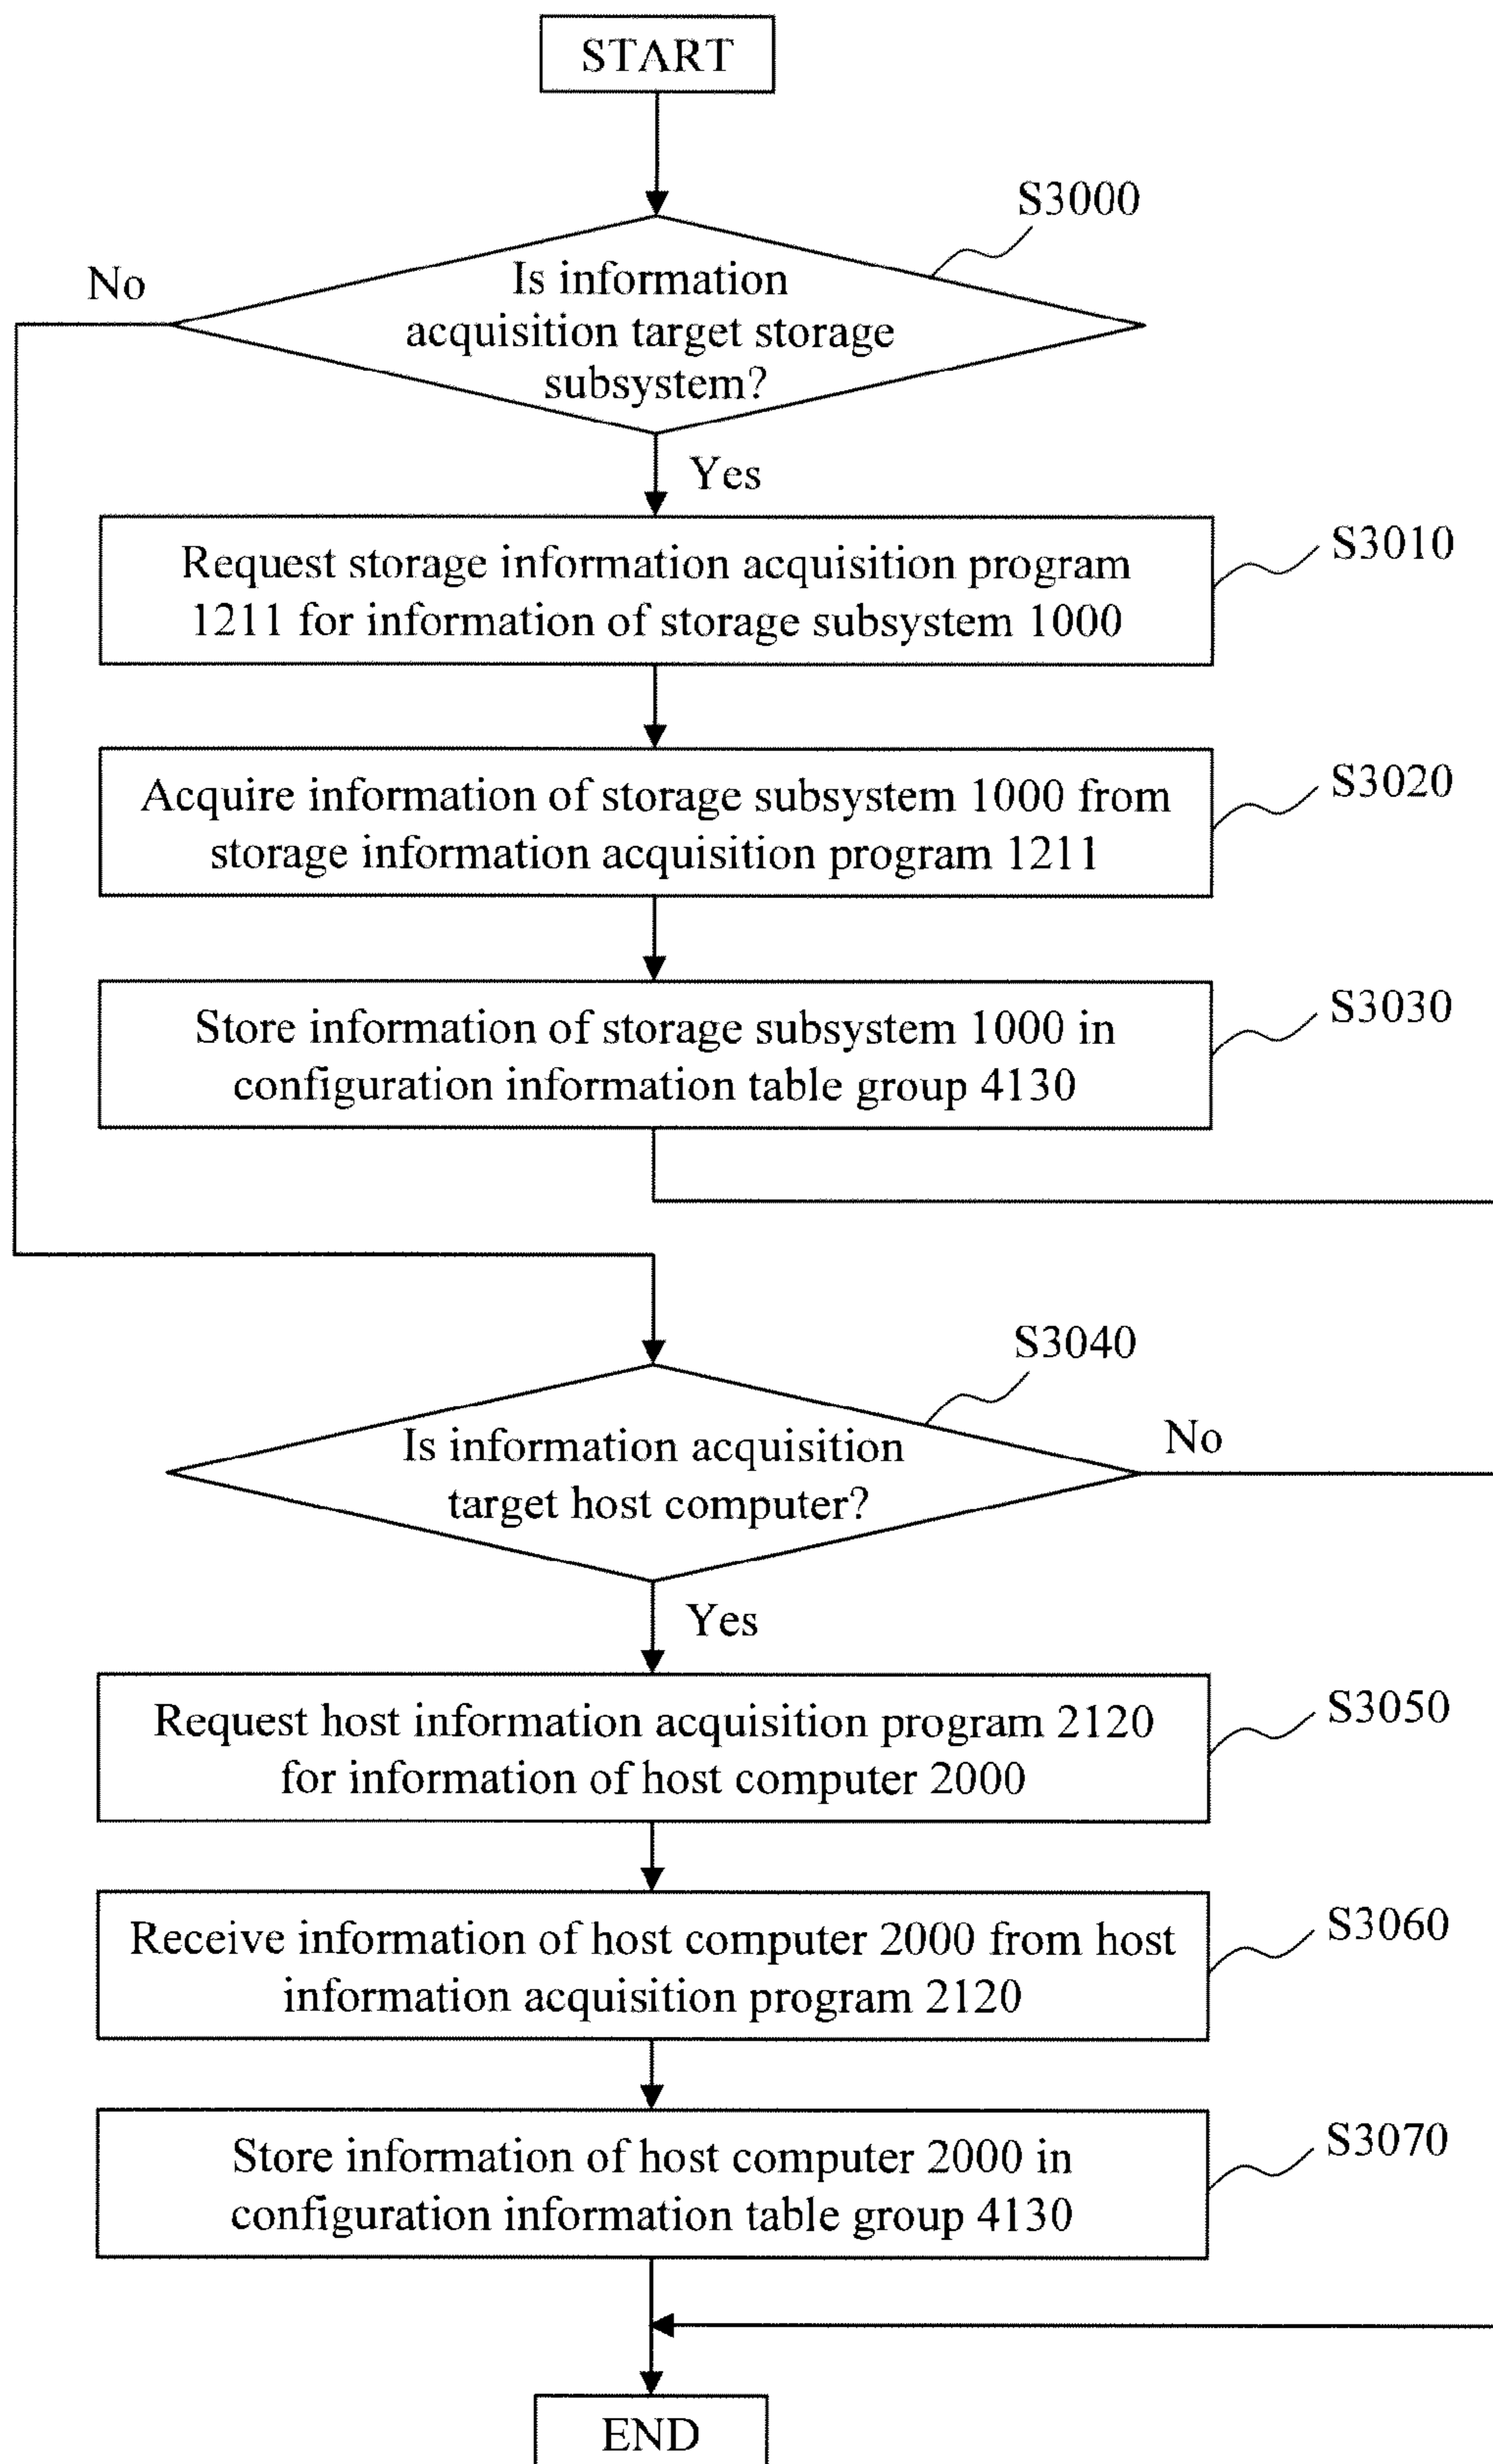 START
S3000
No
Is information
acquisition target storage
subsystem?
Yes
Request storage information acquisition program
1211 for information of storage subsystem 1000
S3010
Acquire information of storage subsystem 1000 from
storage information acquisition program 1211
S3020
Store information of storage subsystem 1000 in
configuration information table group 4130
S3030
S3040
Is information acquisition
target host computer?
No
Yes
Request host information acquisition program 2120
for information of host computer 2000
S3050
Receive information of host computer 2000 from host
information acquisition program 2120
S3060
Store information of host computer 2000 in
configuration information table group 4130
S3070
END